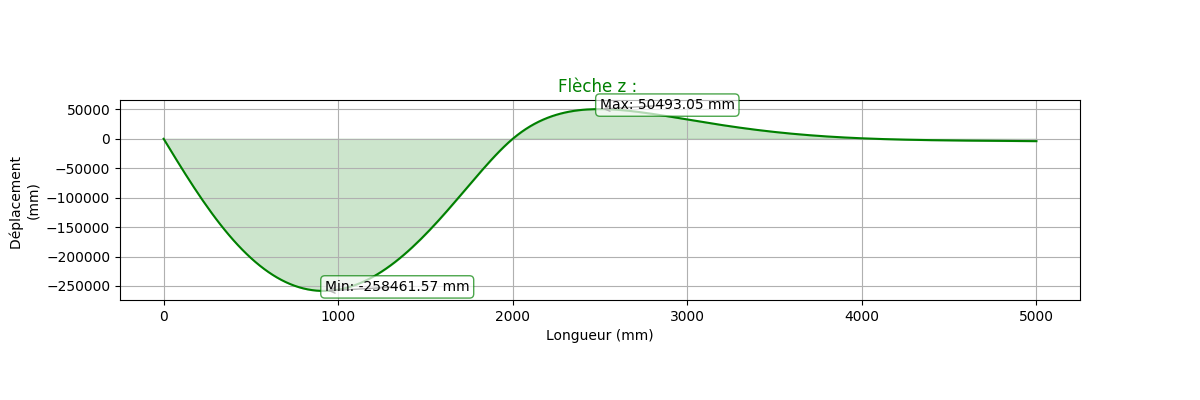 Flèche z :
Max: 50493.05 mm
50000
0
−50000
−100000
−150000
−200000
−250000
Déplacement
(mm)
Min: -258461.57 mm
0
1000
2000
3000
4000
5000
Longueur (mm)